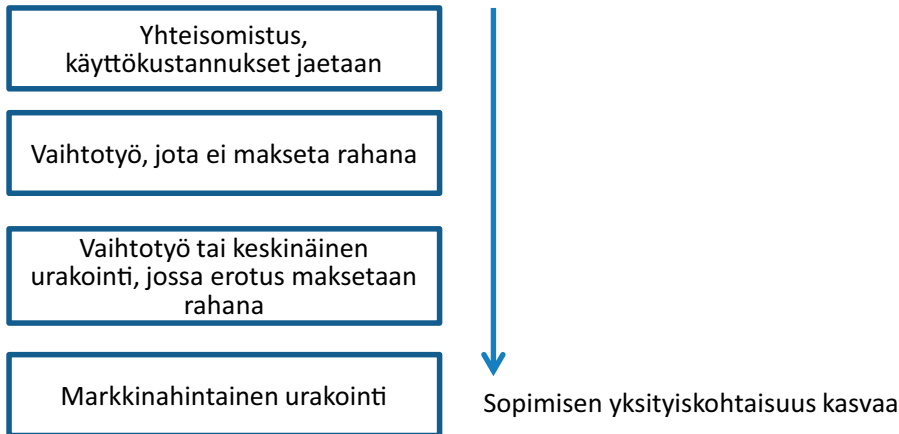 Yhteisomistus,
käyttökustannukset jaetaan
Vaihtotyö, jota ei makseta rahana
Vaihtotyö tai keskinäinen
urakointi, jossa erotus maksetaan
rahana
Markkinahintainen urakointi
Sopimisen yksityiskohtaisuus kasvaa